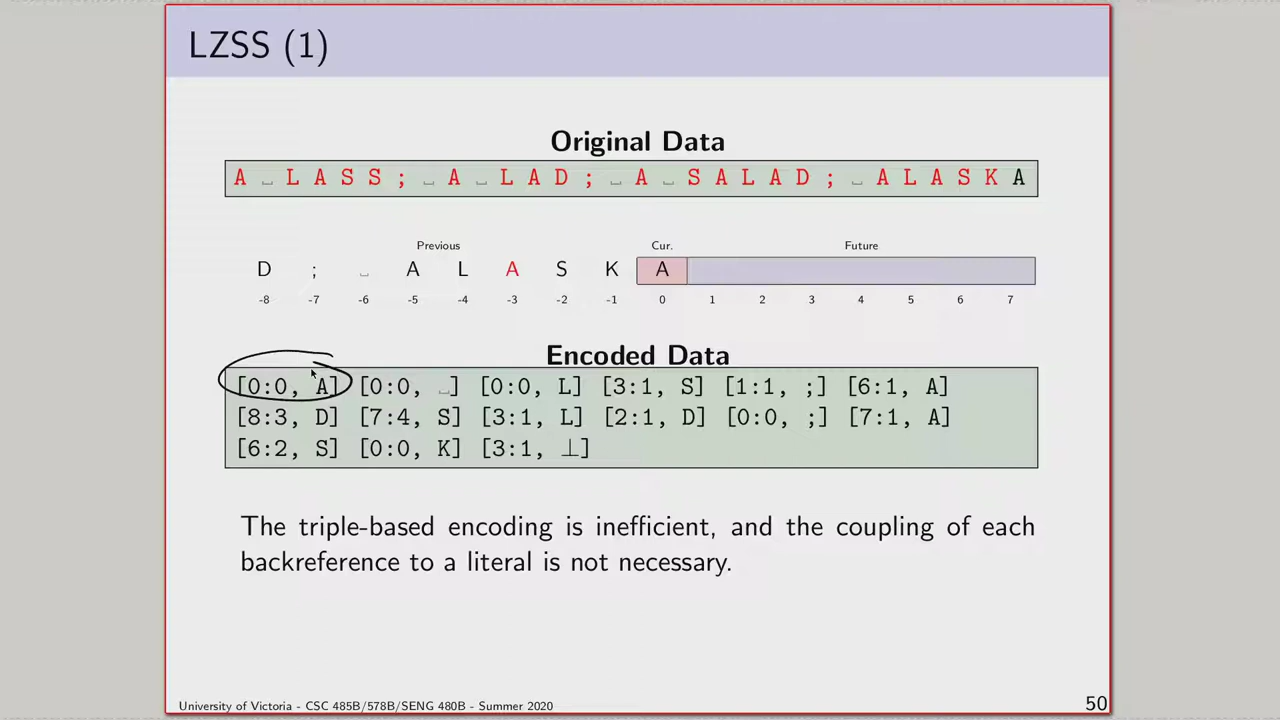 LZSS (1)
Original Data
A ␣ L A S S ; ␣ A ␣ L A D ; ␣ A ␣ S A L A D ; ␣ A L A S K A
Previous Cur. Future
D ; ␣ A L A S K A
-8 -7 -6 -5 -4 -3 -2 -1 0 1 2 3 4 5 6 7
Encoded Data
[0:0, A] [0:0, ␣] [0:0, L] [3:1, S] [1:1, ;] [6:1, A]
[8:3, D] [7:4, S] [3:1, L] [2:1, D] [0:0, ;] [7:1, A]
[6:2, S] [0:0, K] [3:1, ⊥]
The triple-based encoding is inefficient, and the coupling of each
backreference to a literal is not necessary.
University of Victoria - CSC 485B/578B/SENG 480B - Summer 2020
50